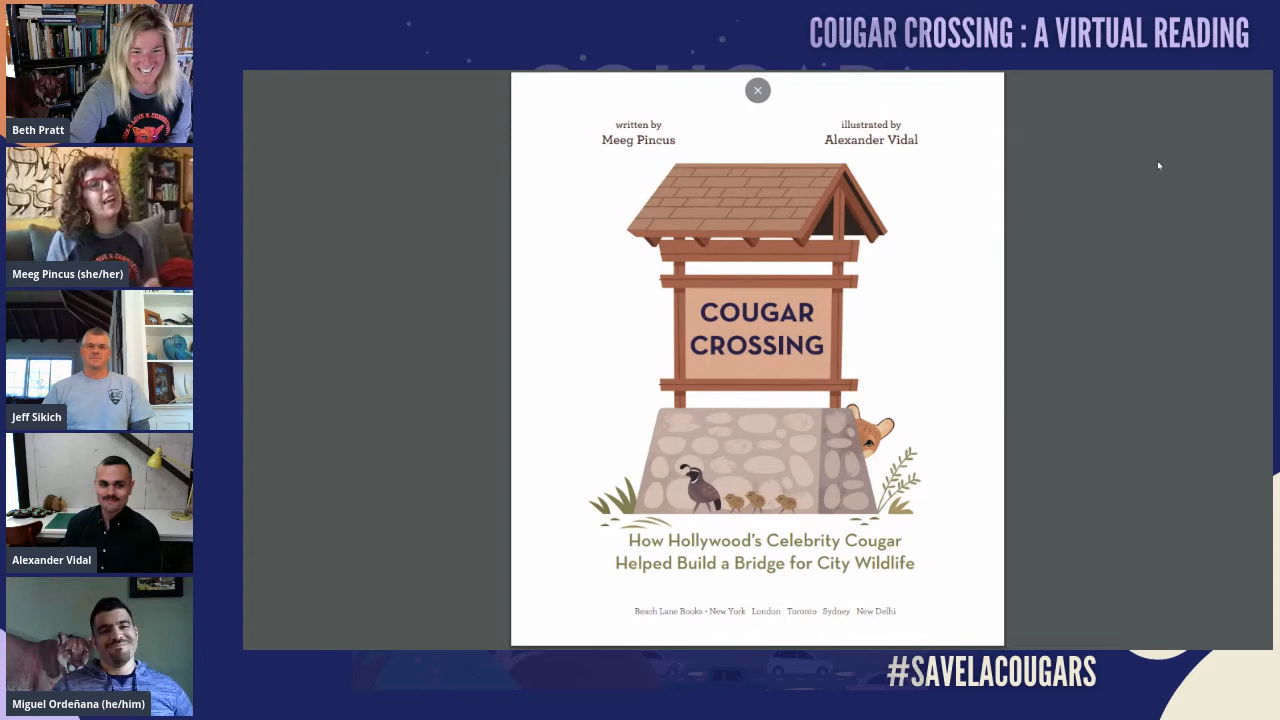 COUGAR CROSSING : A VIRTUAL READING
Beth Pratt
Meeg Pincus (she/her)
Jeff Sikich
Alexander Vidal
Miguel Ordeñana (he/him)
written by
Meeg Pincus
illustrated by
Alexander Vidal
COUGAR
CROSSING
How Hollywood's Celebrity Cougar
Helped Build a Bridge for City Wildlife
Beach Lane Books • New York London Toronto Sydney New Delhi
#SAVELACOUGARS